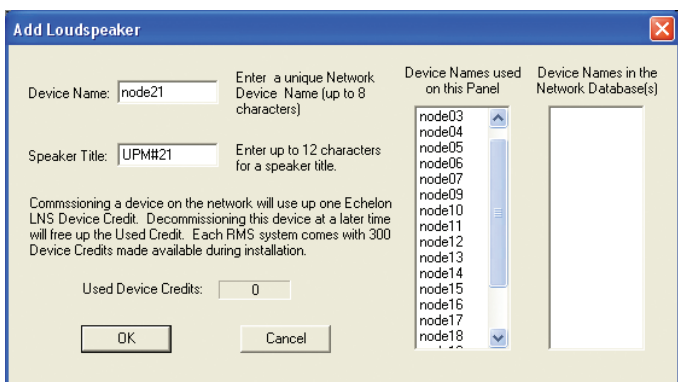 Add Loudspeaker
Device Name: node21
Enter a unique Network
Device Name (up to 8
characters)
Speaker Title: UPM#21
Enter up to 12 characters
for a speaker title.
Commssioning a device on the network will use up one Echelon
LNS Device Credit. Decommissioning this device at a later time
will free up the Used Credit. Each RMS system comes with 300
Device Credits made available during installation.
Used Device Credits: 0
OK
Cancel
Device Names used
on this Panel
node03
node04
node05
node06
node07
node09
node10
node11
node12
node13
node14
node15
node16
node17
node18
Device Names in the
Network Database(s)